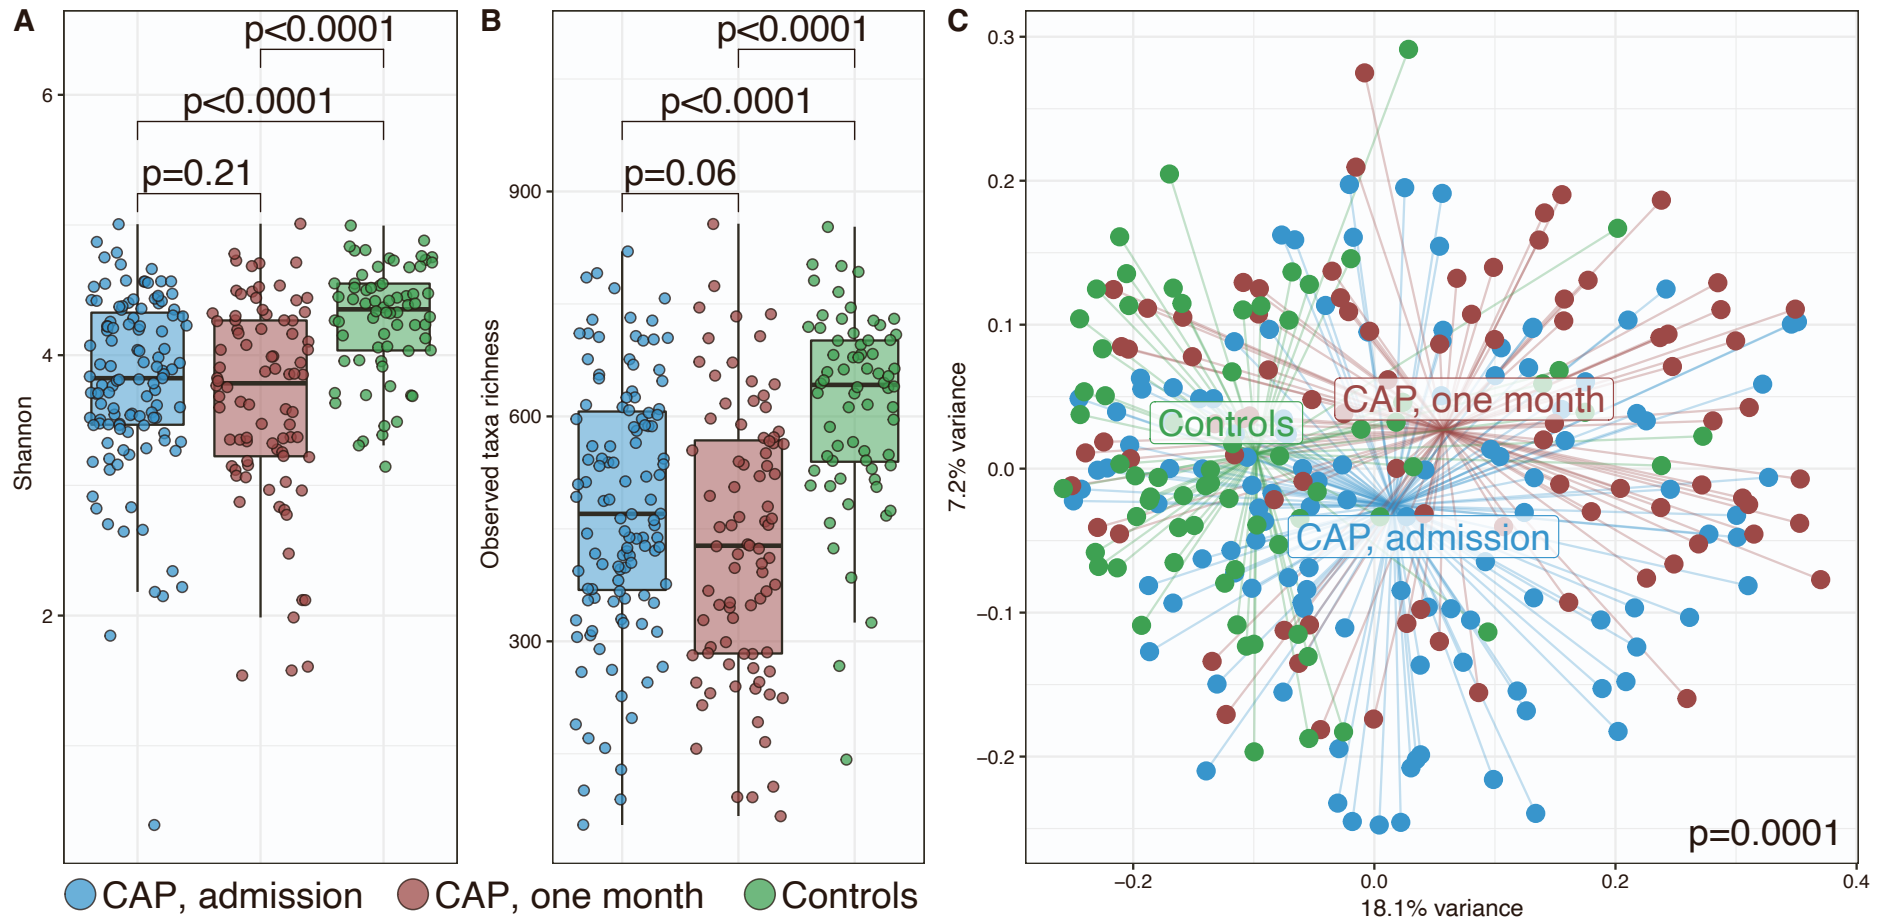 A
p<0.0001
p<0.0001
p=0.21
6
4
2
Shannon
B
p<0.0001
p<0.0001
p=0.06
900
600
300
Observed taxa richness
C
0.3
0.2
0.1
0.0
−0.1
−0.2
7.2% variance
CAP, one month
Controls
CAP, admission
p=0.0001
−0.2
0.0
0.2
0.4
18.1% variance
CAP, admission
CAP, one month
Controls